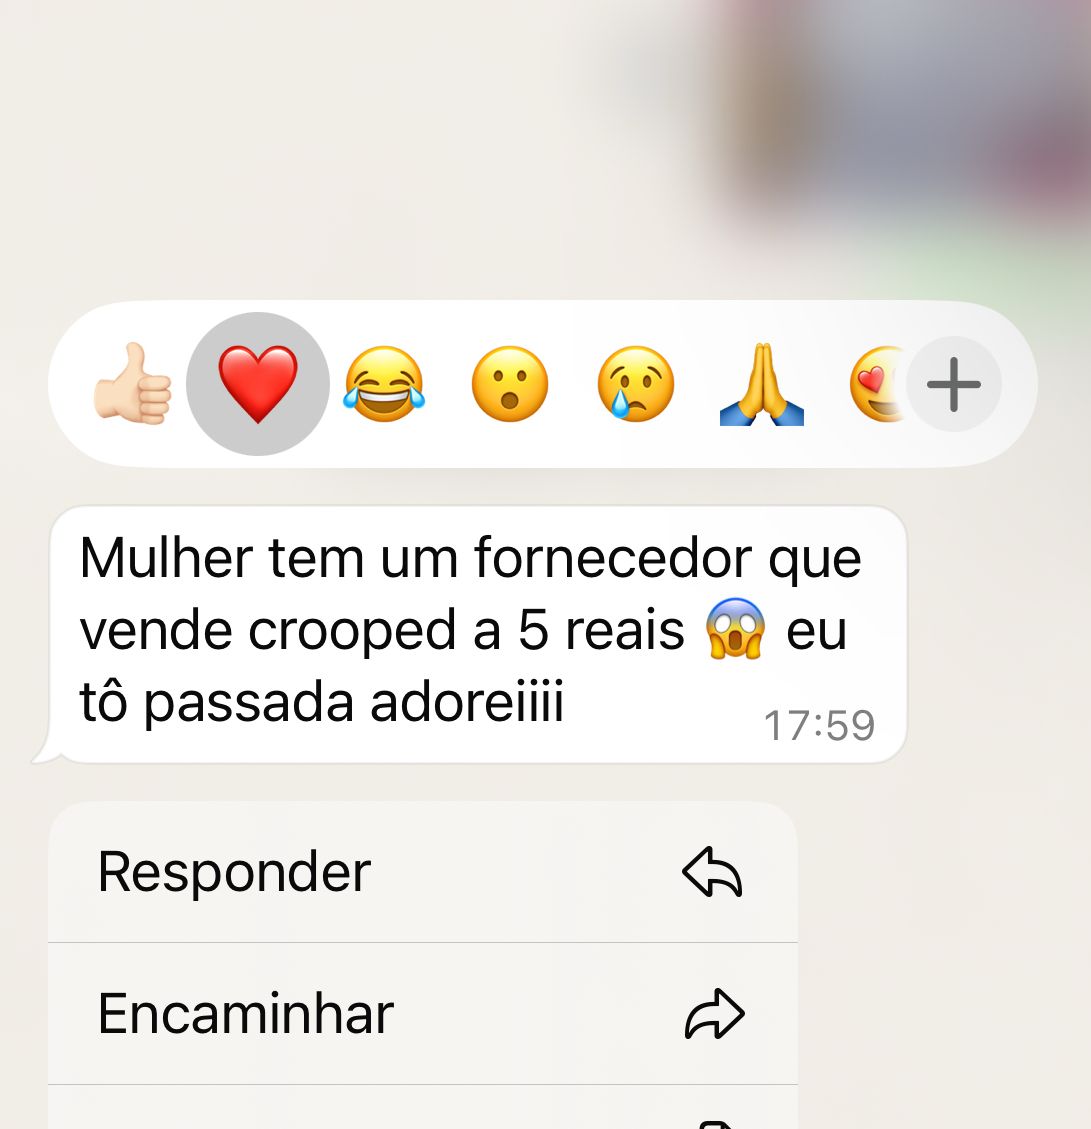 Mulher tem um fornecedor que
vende crooped a 5 reais 😱 eu
tô passada adoreiiii
17:59
Responder
Encaminhar